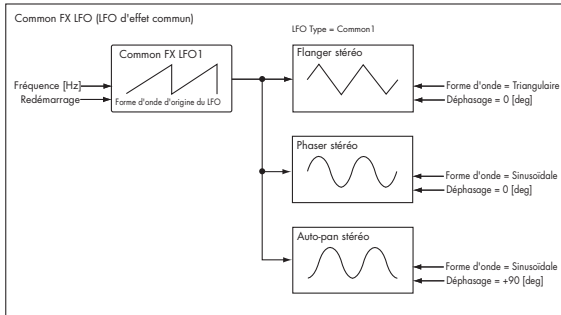 Common FX LFO (LFO d'effet commun)
LFO Type = Common1
Common FX LFO1
Flanger stéréo
Fréquence [Hz]
Redémarrage
Forme d'onde d'origine du LFO
Forme d'onde = Triangulaire
Déphasage = 0 [deg]
Phaser stéréo
Forme d'onde = Sinusoïdale
Déphasage = 0 [deg]
Auto-pan stéréo
Forme d'onde = Sinusoïdale
Déphasage = +90 [deg]